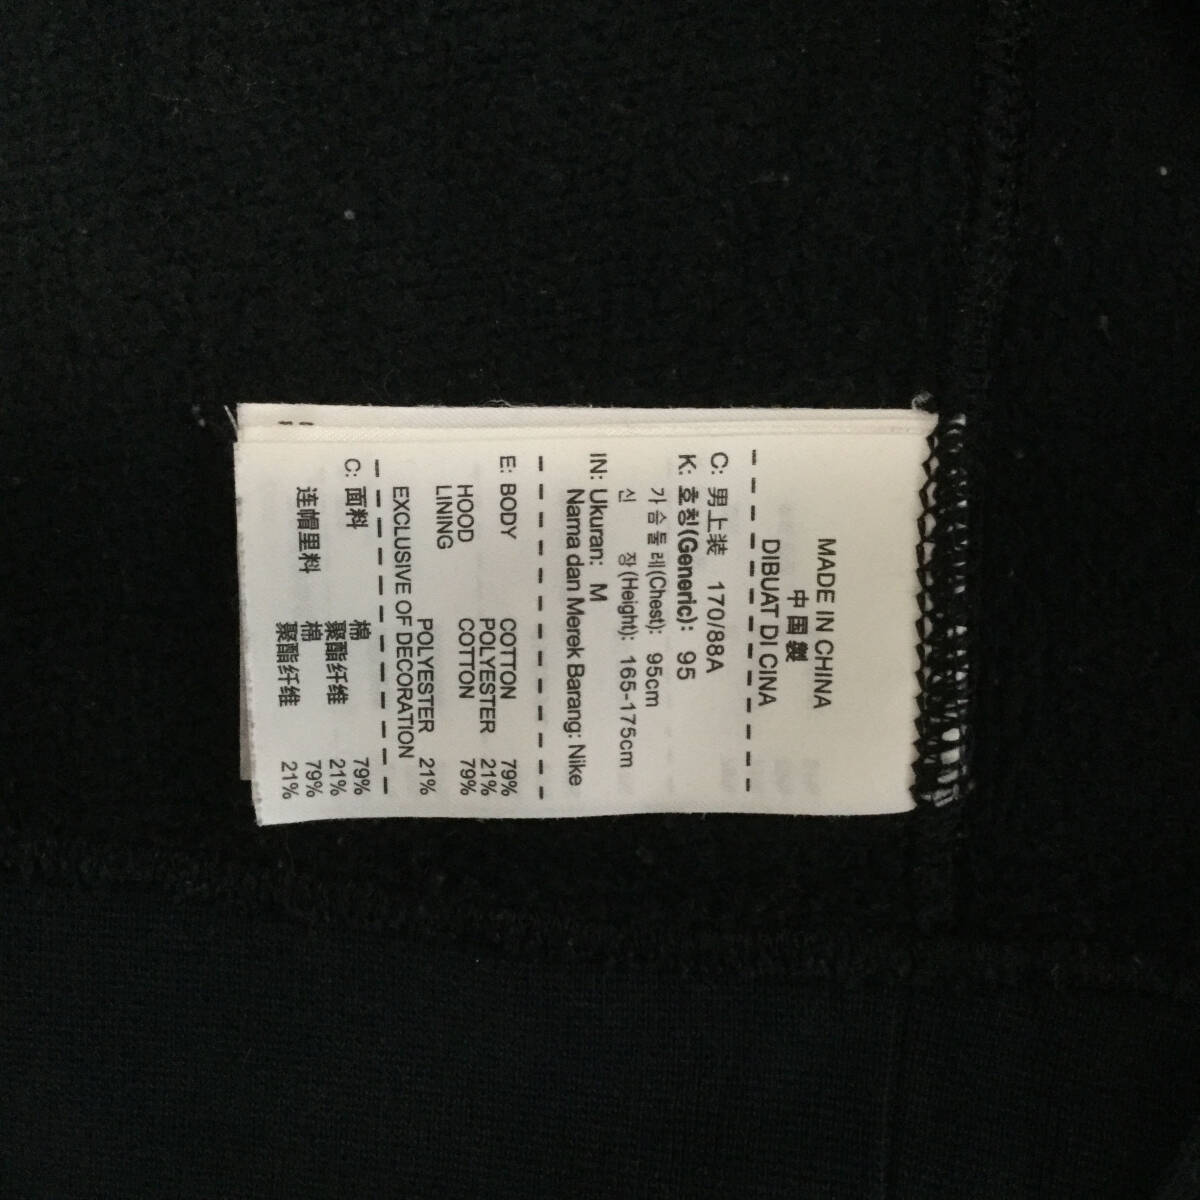 MADE IN CHINA
中国製
DIBUAT DI CINA
C: 男上装 170/88A
K: 호칭(Generic): 95
가슴둘레(Chest): 95cm
신 장(Height): 165-175cm
IN: Ukuran: M
Nama dan Merek Barang: Nike
E: BODY COTTON 79%
POLYESTER 21%
HOOD COTTON 79%
LINING POLYESTER 21%
EXCLUSIVE OF DECORATION
C: 面料 棉 79%
聚酯纤维 21%
连帽里料 棉 79%
聚酯纤维 21%